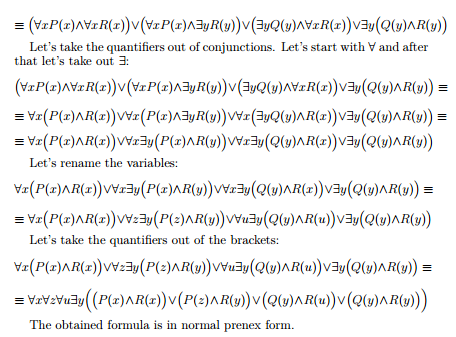 ≡ (∀xP(x)∧∀xR(x))∨(∀xP(x)∧∃yR(y))∨(∃yQ(y)∧∀xR(x))∨∃y(Q(y)∧R(y))
Let's take the quantifiers out of conjunctions. Let's start with ∀ and after
that let's take out ∃:
(∀xP(x)∧∀xR(x))∨(∀xP(x)∧∃yR(y))∨(∃yQ(y)∧∀xR(x))∨∃y(Q(y)∧R(y)) ≡
≡ ∀x(P(x)∧R(x))∨∀x(P(x)∧∃yR(y))∨∀x(∃yQ(y)∧R(x))∨∃y(Q(y)∧R(y)) ≡
≡ ∀x(P(x)∧R(x))∨∀x∃y(P(x)∧R(y))∨∀x∃y(Q(y)∧R(x))∨∃y(Q(y)∧R(y))
Let's rename the variables:
∀x(P(x)∧R(x))∨∀x∃y(P(x)∧R(y))∨∀x∃y(Q(y)∧R(x))∨∃y(Q(y)∧R(y)) ≡
≡ ∀x(P(x)∧R(x))∨∀z∃y(P(z)∧R(y))∨∀u∃y(Q(y)∧R(u))∨∃y(Q(y)∧R(y))
Let's take the quantifiers out of the brackets:
∀x(P(x)∧R(x))∨∀z∃y(P(z)∧R(y))∨∀u∃y(Q(y)∧R(u))∨∃y(Q(y)∧R(y)) ≡
≡ ∀x∀z∀u∃y((P(x)∧R(x))∨(P(z)∧R(y))∨(Q(y)∧R(u))∨(Q(y)∧R(y)))
The obtained formula is in normal prenex form.